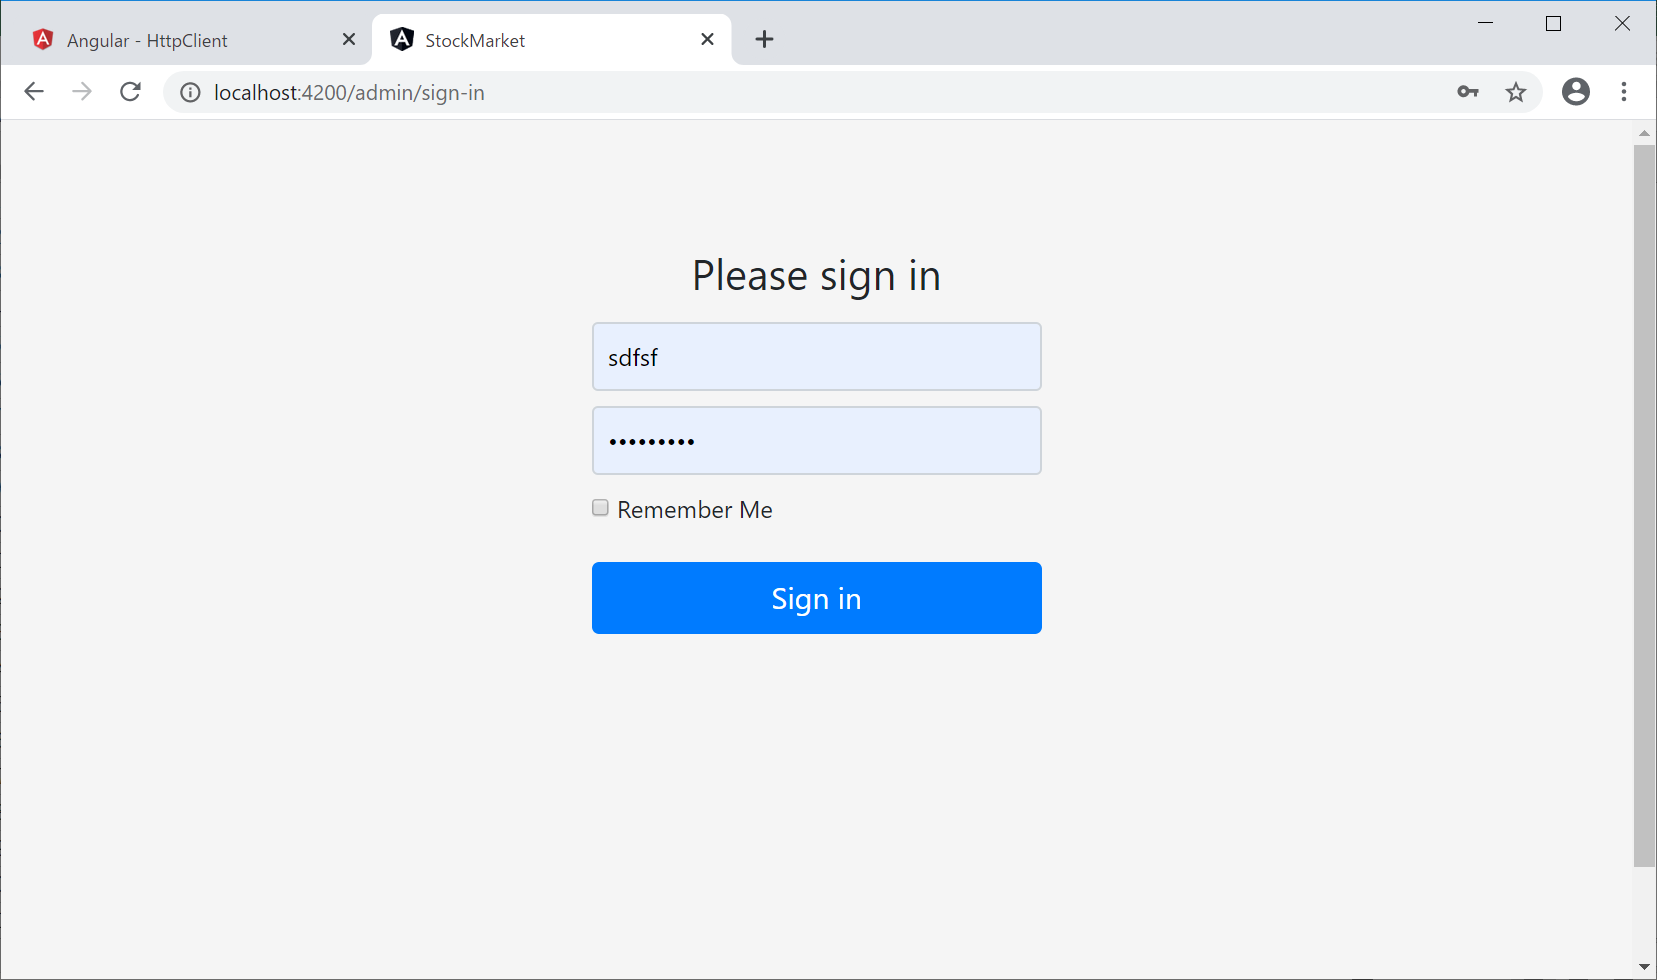 Angular - HttpClient
StockMarket
localhost:4200/admin/sign-in
Please sign in
sdfsf
•••••••••
Remember Me
Sign in